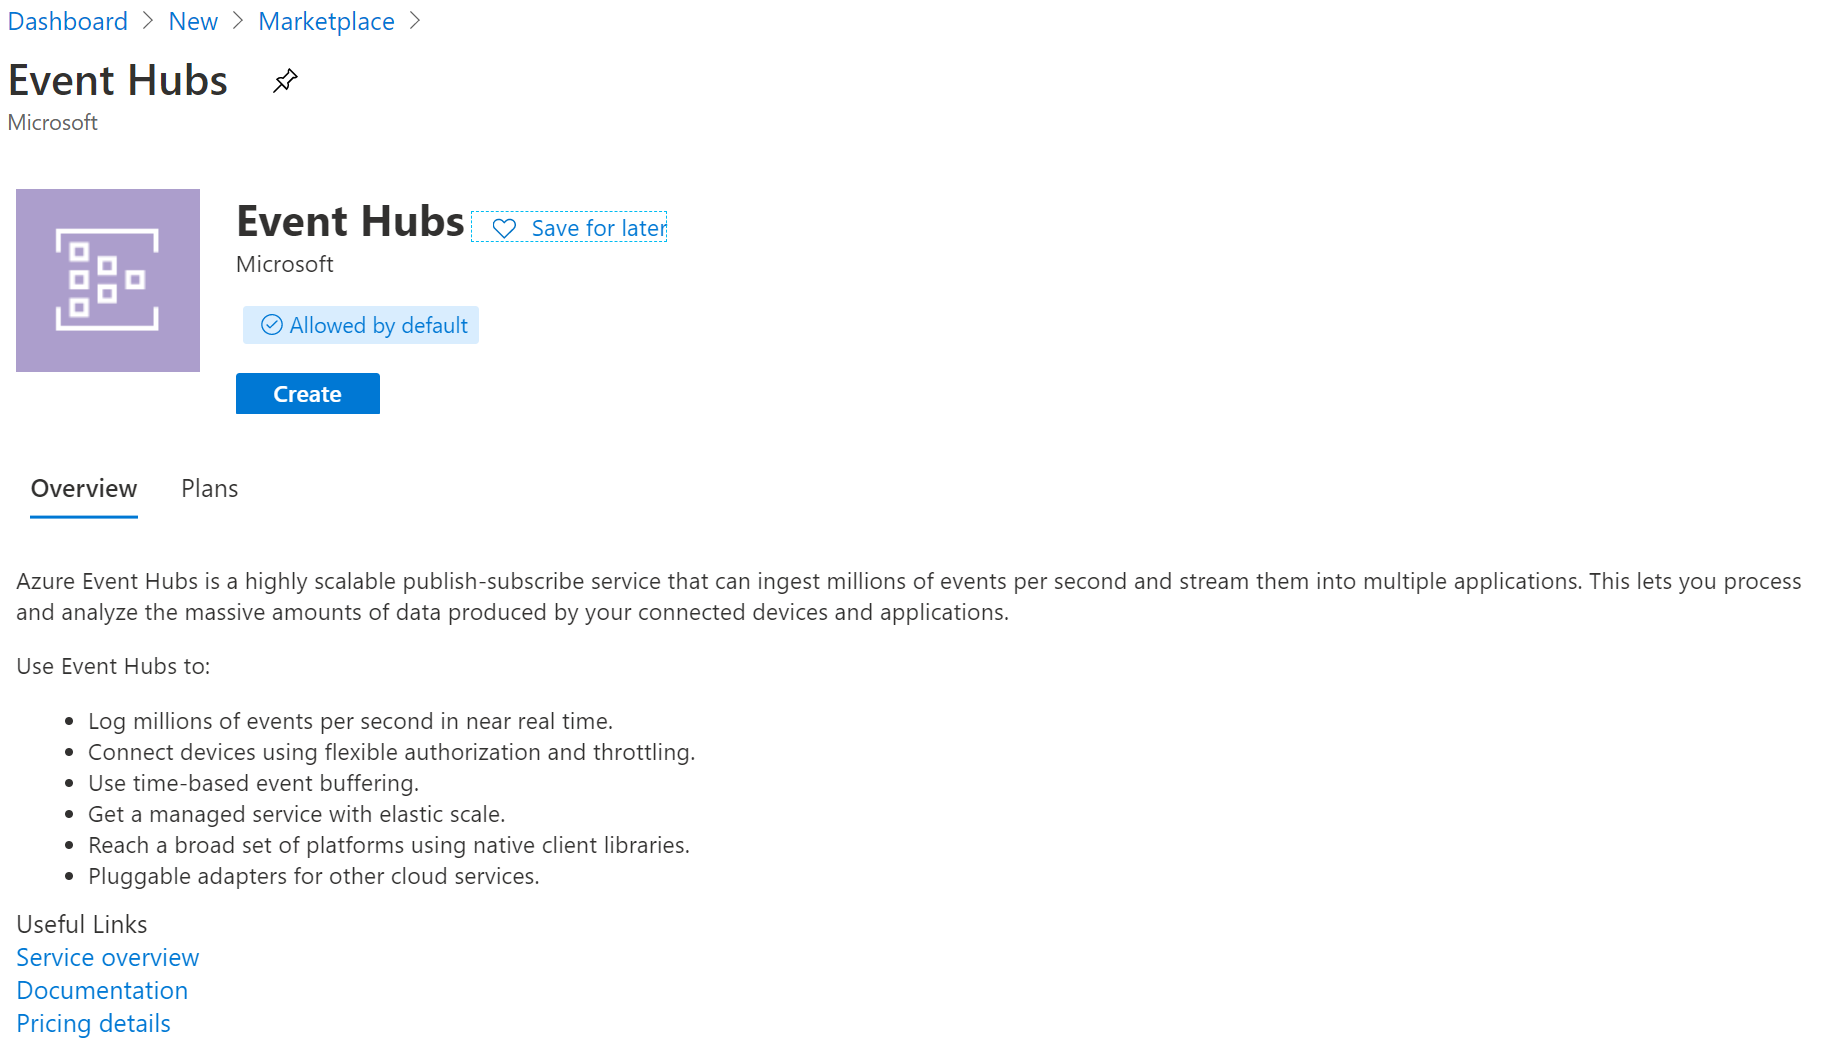 Dashboard > New > Marketplace >
Event Hubs
Microsoft
Event Hubs
Save for later
Microsoft
Allowed by default
Create
Overview Plans
Azure Event Hubs is a highly scalable publish-subscribe service that can ingest millions of events per second and stream them into multiple applications. This lets you process
and analyze the massive amounts of data produced by your connected devices and applications.
Use Event Hubs to:
• Log millions of events per second in near real time.
• Connect devices using flexible authorization and throttling.
• Use time-based event buffering.
• Get a managed service with elastic scale.
• Reach a broad set of platforms using native client libraries.
• Pluggable adapters for other cloud services.
Useful Links
Service overview
Documentation
Pricing details